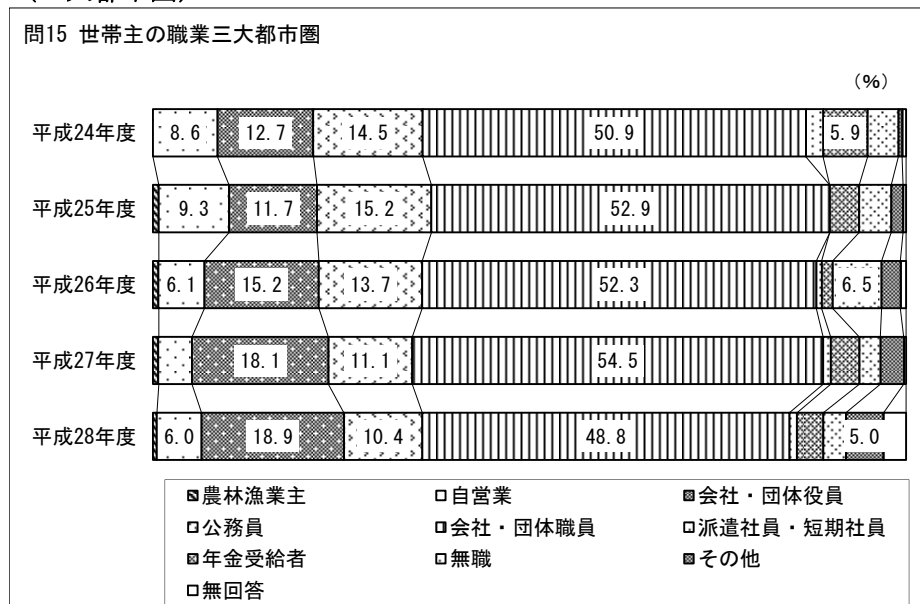 問15 世帯主の職業三大都市圏
（%）
平成24年度 8.6 12.7 14.5 50.9 5.9
平成25年度 9.3 11.7 15.2 52.9
平成26年度 6.1 15.2 13.7 52.3 6.5
平成27年度 18.1 11.1 54.5
平成28年度 6.0 18.9 10.4 48.8 5.0
農林漁業主 自営業 会社・団体役員
公務員 会社・団体職員 派遣社員・短期社員
年金受給者 無職 その他
無回答